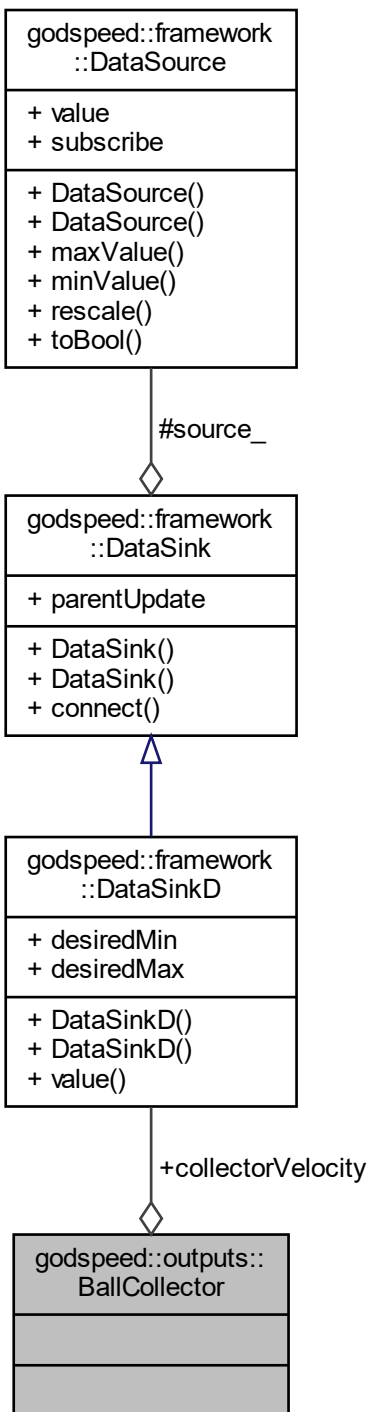 godspeed::framework
::DataSource
+ value
+ subscribe
+ DataSource()
+ DataSource()
+ maxValue()
+ minValue()
+ rescale()
+ toBool()
#source_
godspeed::framework
::DataSink
+ parentUpdate
+ DataSink()
+ DataSink()
+ connect()
godspeed::framework
::DataSinkD
+ desiredMin
+ desiredMax
+ DataSinkD()
+ DataSinkD()
+ value()
+collectorVelocity
godspeed::outputs::
BallCollector